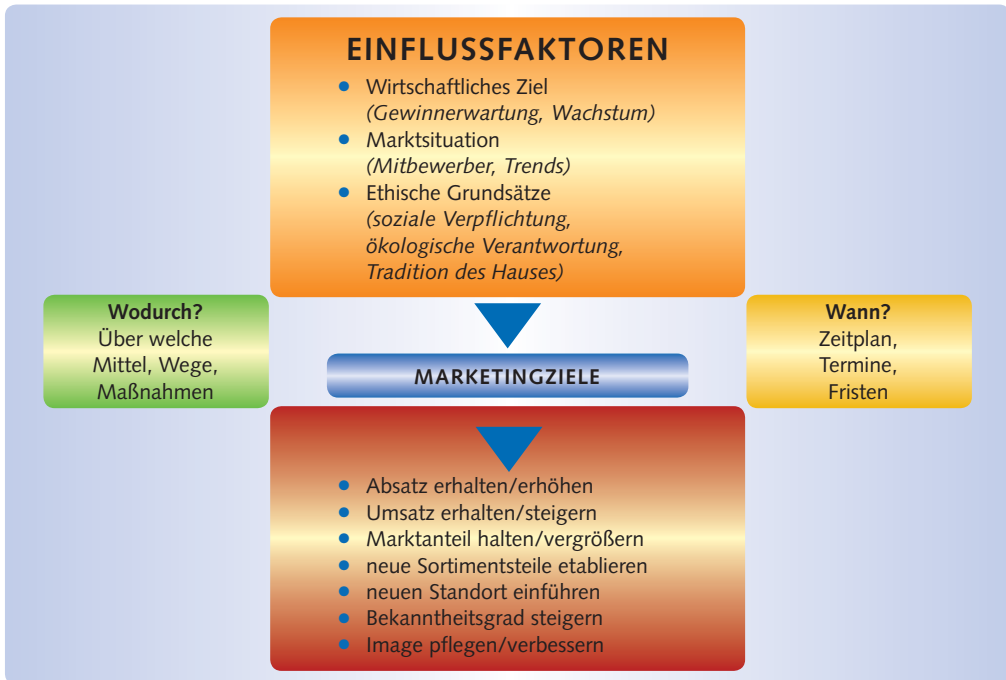 EINFLUSSFAKTOREN
• Wirtschaftliches Ziel
(Gewinnerwartung, Wachstum)
• Marktsituation
(Mitbewerber, Trends)
• Ethische Grundsätze
(soziale Verpflichtung,
ökologische Verantwortung,
Tradition des Hauses)
Wodurch?
Über welche
Mittel, Wege,
Maßnahmen
MARKETINGZIELE
Wann?
Zeitplan,
Termine,
Fristen
• Absatz erhalten/erhöhen
• Umsatz erhalten/steigern
• Marktanteil halten/vergrößern
• neue Sortimentsteile etablieren
• neuen Standort einführen
• Bekanntheitsgrad steigern
• Image pflegen/verbessern